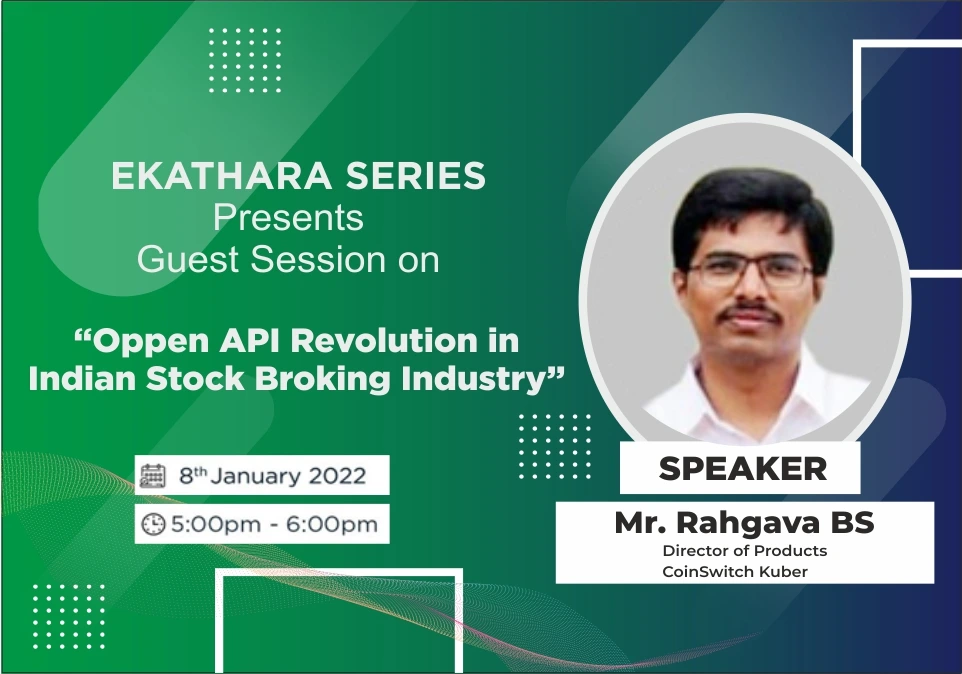 EKATHARA SERIES
Presents
Guest Session on
“Oppen API Revolution in
Indian Stock Broking Industry”
8th January 2022
5:00pm - 6:00pm
SPEAKER
Mr. Rahgava BS
Director of Products
CoinSwitch Kuber